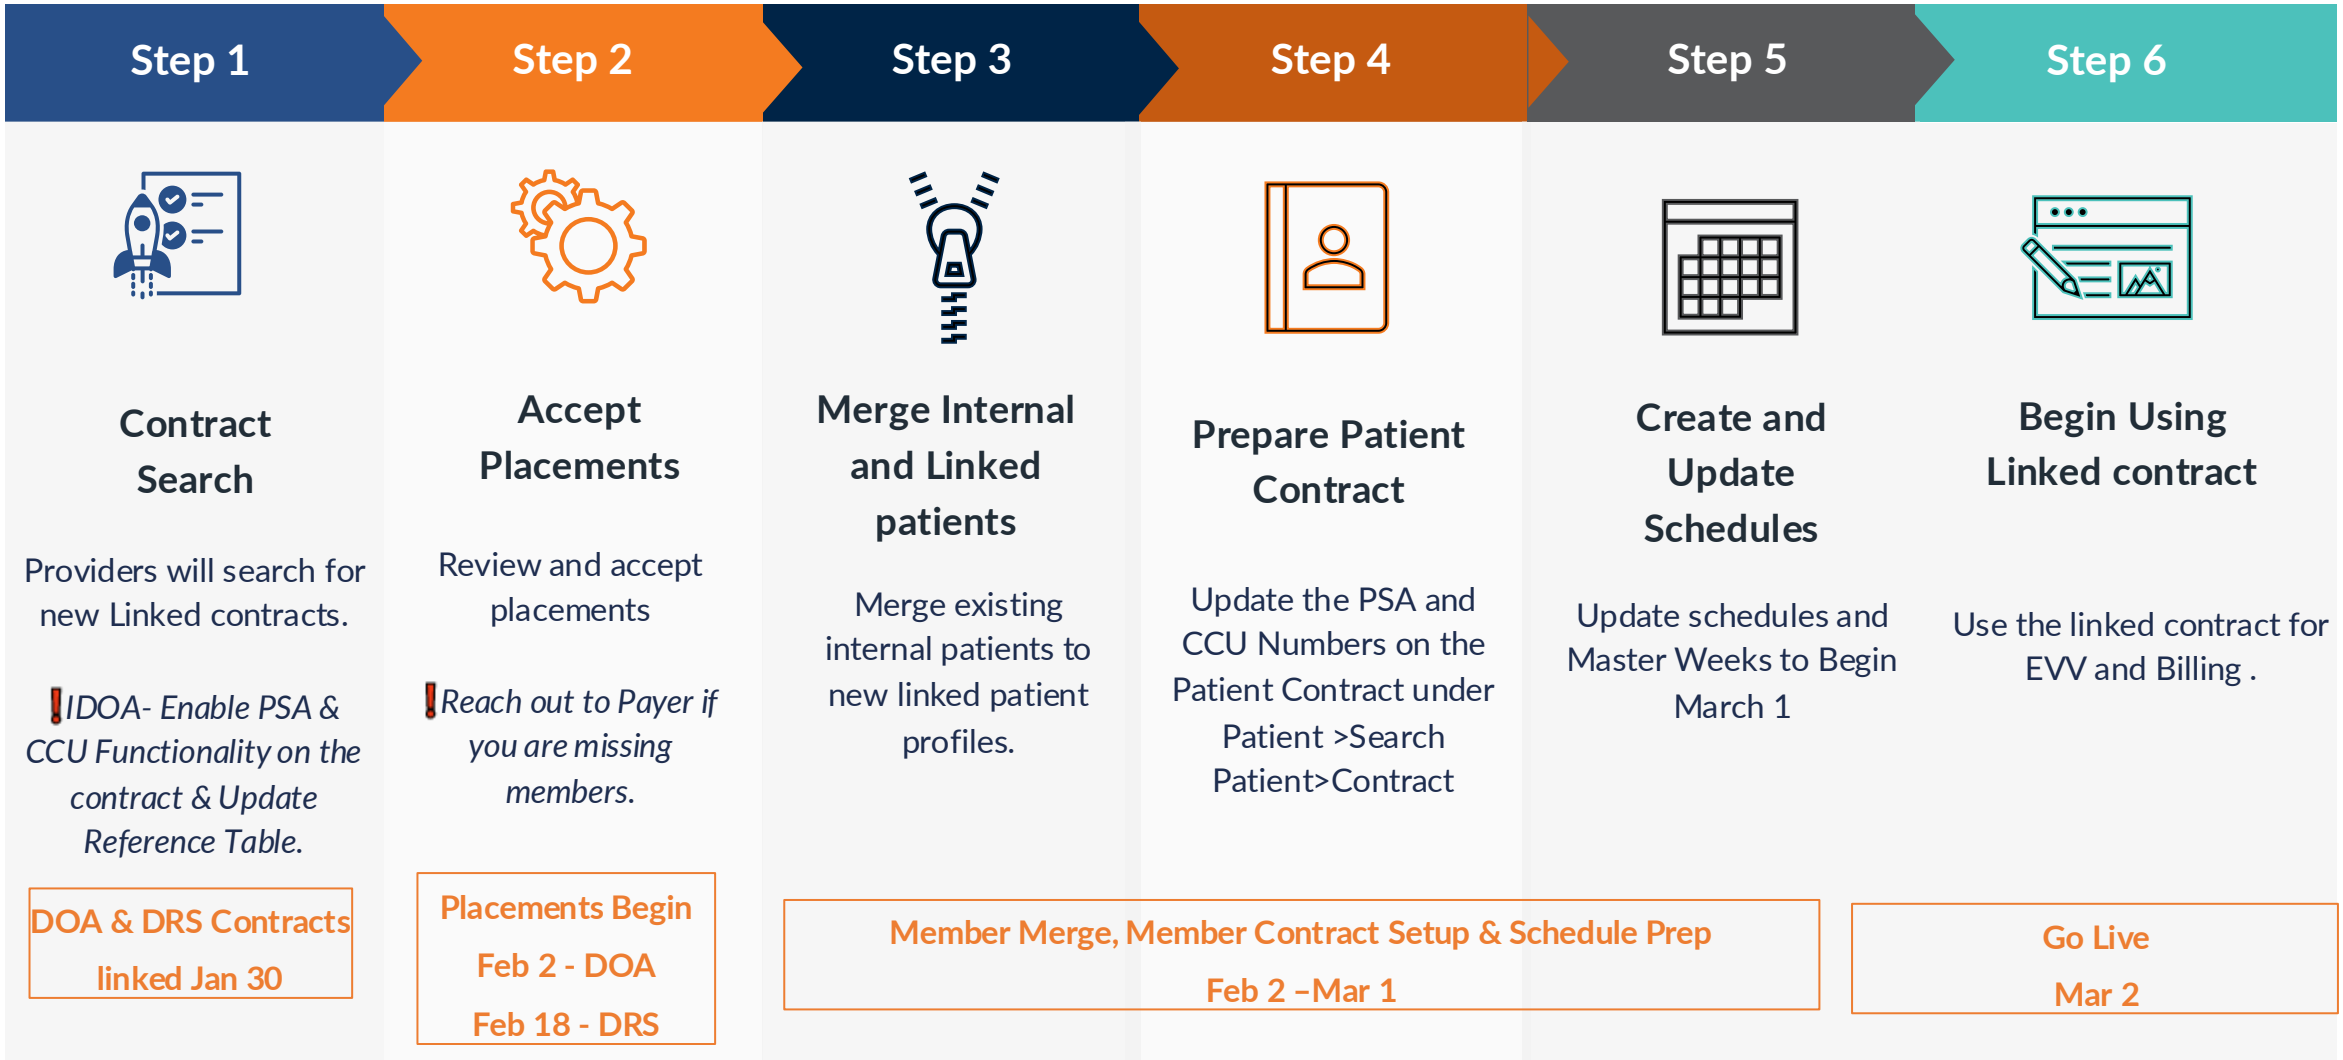 Step 1
Step 2
Step 3
Step 4
Step 5
Step 6
Contract
Search
Providers will search for
new Linked contracts.
❗IDOA- Enable PSA &
CCU Functionality on the
contract & Update
Reference Table.
DOA & DRS Contracts
linked Jan 30
Accept
Placements
Review and accept
placements
❗Reach out to Payer if
you are missing
members.
Placements Begin
Feb 2 - DOA
Feb 18 - DRS
Merge Internal
and Linked
patients
Merge existing
internal patients to
new linked patient
profiles.
Prepare Patient
Contract
Update the PSA and
CCU Numbers on the
Patient Contract under
Patient >Search
Patient>Contract
Create and
Update
Schedules
Update schedules and
Master Weeks to Begin
March 1
Member Merge, Member Contract Setup & Schedule Prep
Feb 2 –Mar 1
Begin Using
Linked contract
Use the linked contract for
EVV and Billing .
Go Live
Mar 2